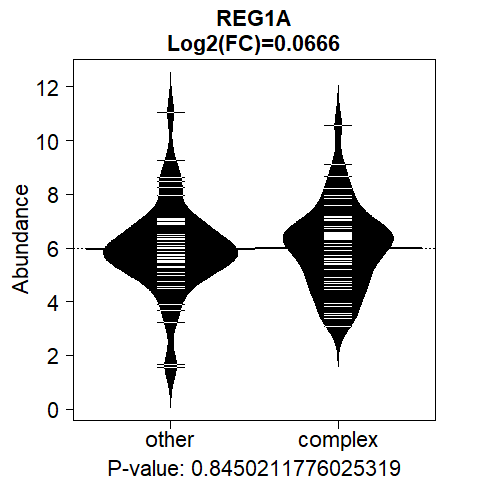 REG1A
Log2(FC)=0.0666
Abundance
12
10
8
6
4
2
0
other complex
P-value: 0.8450211776025319